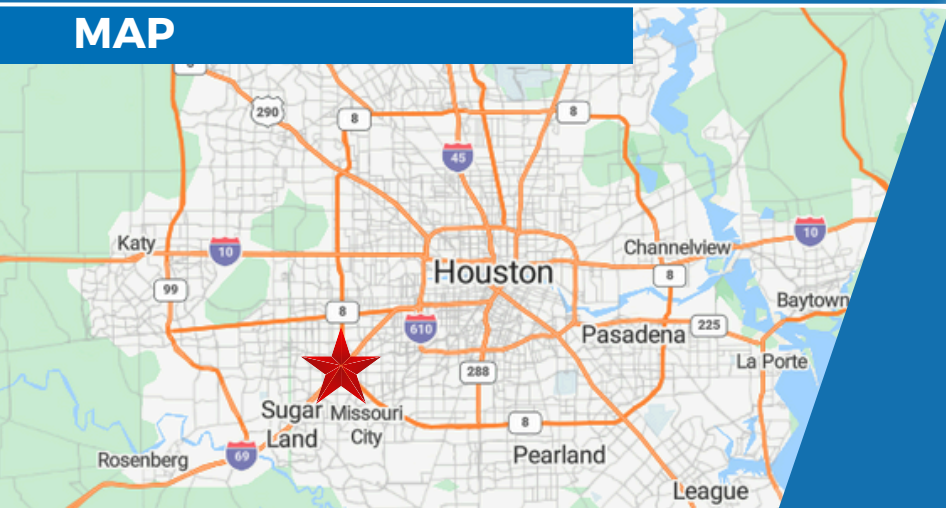 MAP
290
8
8
45
Katy
10
Channelview
10
Houston
8
99
Baytown
8
610
Pasadena
225
La Porte
288
Sugar
Land
Missouri
City
8
Pearland
69
Rosenberg
League